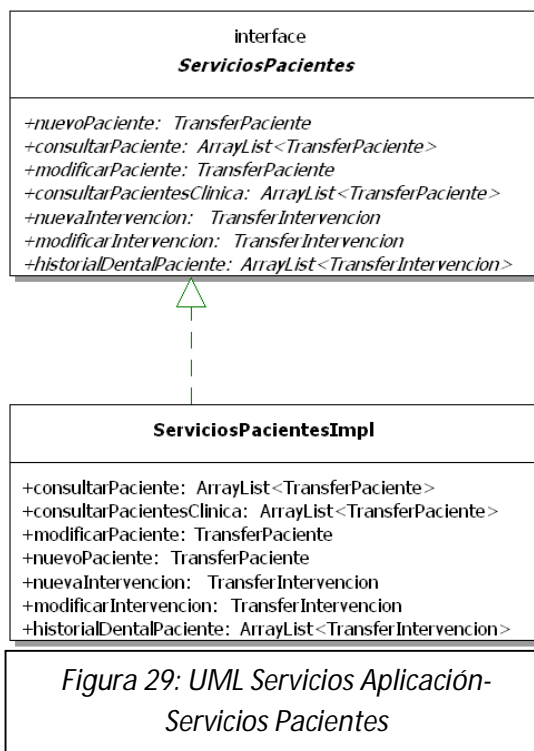 interface
ServiciosPacientes
+nuevoPaciente: TransferPaciente
+consultarPaciente: ArrayList<TransferPaciente>
+modificarPaciente: TransferPaciente
+consultarPacientesClinica: ArrayList<TransferPaciente>
+nuevaIntervencion: TransferIntervencion
+modificarIntervencion: TransferIntervencion
+historialDentalPaciente: ArrayList<TransferIntervencion>
ServiciosPacientesImpl
+consultarPaciente: ArrayList<TransferPaciente>
+consultarPacientesClinica: ArrayList<TransferPaciente>
+modificarPaciente: TransferPaciente
+nuevoPaciente: TransferPaciente
+nuevaIntervencion: TransferIntervencion
+modificarIntervencion: TransferIntervencion
+historialDentalPaciente: ArrayList<TransferIntervencion>
Figura 29: UML Servicios Aplicación-
Servicios Pacientes